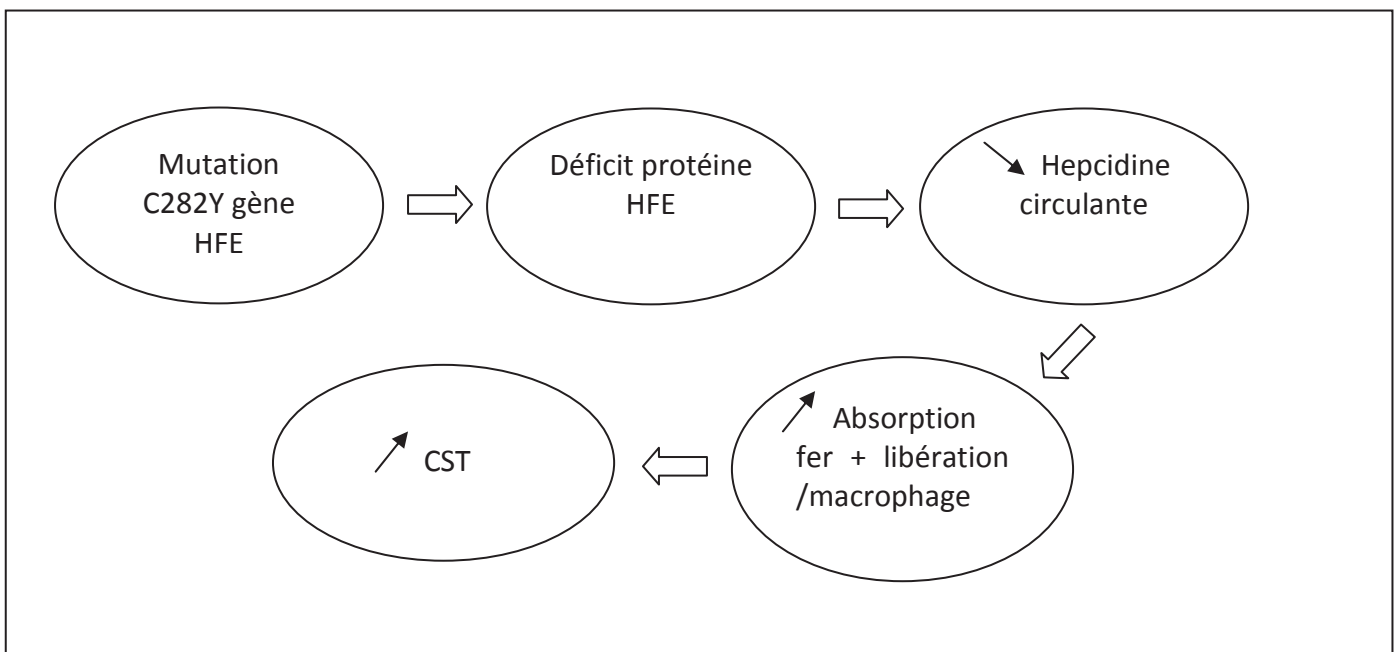 Mutation
C282Y gène
HFE
Déficit protéine
HFE
Hepcidine
circulante
Absorption
fer + libération
/macrophage
CST